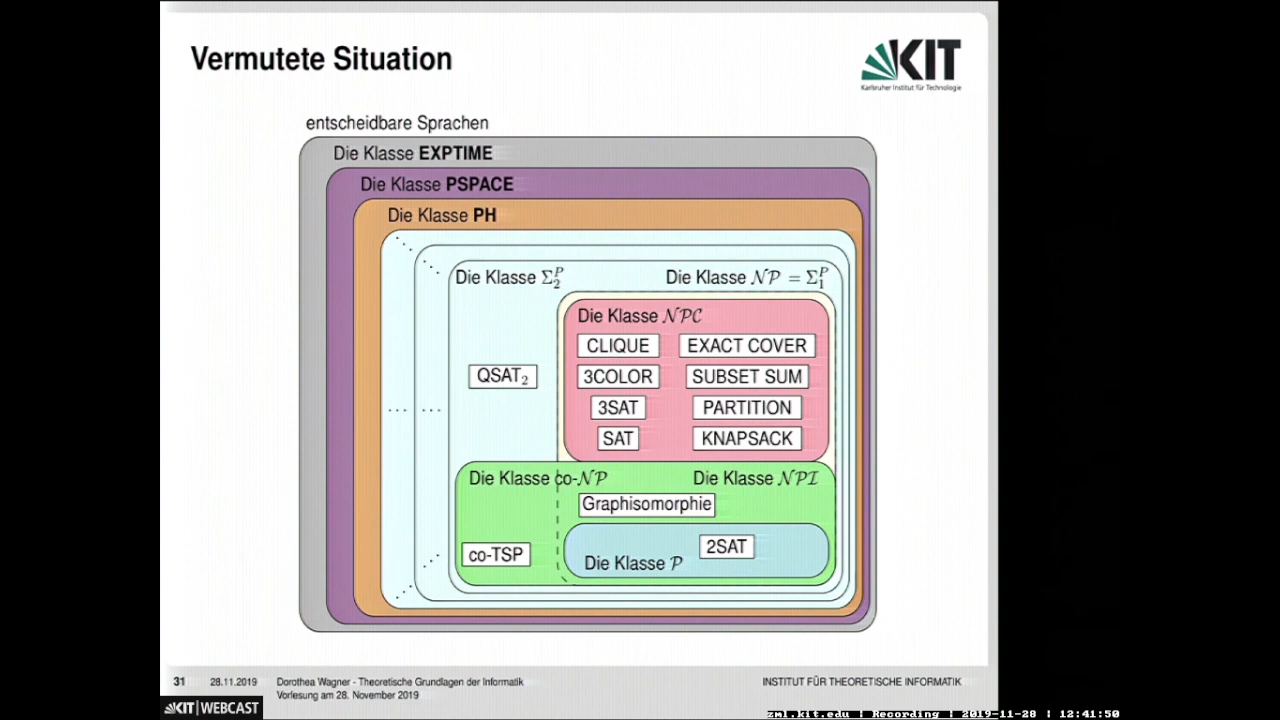 Vermutete Situation
KIT
Karlsruher Institut für Technologie
entscheidbare Sprachen
Die Klasse EXPTIME
Die Klasse PSPACE
Die Klasse PH
Die Klasse Σ₂ᴾ Die Klasse 𝒩𝒫 = Σ₁ᴾ
Die Klasse 𝒩𝒫𝒞
CLIQUE EXACT COVER
QSAT₂ 3COLOR SUBSET SUM
3SAT PARTITION
SAT KNAPSACK
Die Klasse co-𝒩𝒫 Die Klasse 𝒩𝒫ℐ
Graphisomorphie
co-TSP 2SAT
Die Klasse 𝒫
31 28.11.2019 Dorothea Wagner - Theoretische Grundlagen der Informatik INSTITUT FÜR THEORETISCHE INFORMATIK
Vorlesung am 28. November 2019
KIT | WEBCAST
zml.kit.edu | Recording | 2019-11-28 | 12:41:50